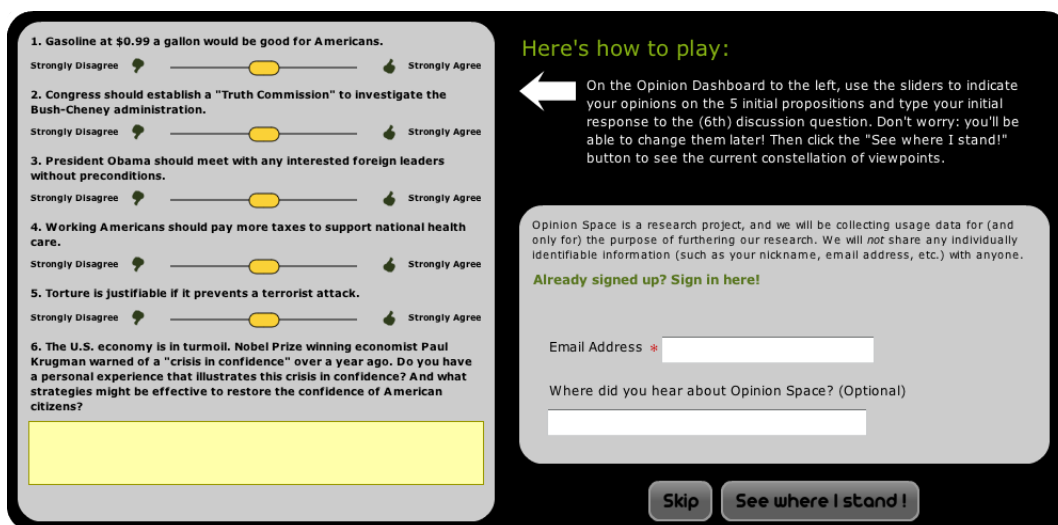 1. Gasoline at $0.99 a gallon would be good for Americans.
Strongly Disagree Strongly Agree
2. Congress should establish a "Truth Commission" to investigate the
Bush-Cheney administration.
Strongly Disagree Strongly Agree
3. President Obama should meet with any interested foreign leaders
without preconditions.
Strongly Disagree Strongly Agree
4. Working Americans should pay more taxes to support national health
care.
Strongly Disagree Strongly Agree
5. Torture is justifiable if it prevents a terrorist attack.
Strongly Disagree Strongly Agree
6. The U.S. economy is in turmoil. Nobel Prize winning economist Paul
Krugman warned of a "crisis in confidence" over a year ago. Do you have
a personal experience that illustrates this crisis in confidence? And what
strategies might be effective to restore the confidence of American
citizens?
Here's how to play:
On the Opinion Dashboard to the left, use the sliders to indicate
your opinions on the 5 initial propositions and type your initial
response to the (6th) discussion question. Don't worry: you'll be
able to change them later! Then click the "See where I stand!"
button to see the current constellation of viewpoints.
Opinion Space is a research project, and we will be collecting usage data for (and
only for) the purpose of furthering our research. We will not share any individually
identifiable information (such as your nickname, email address, etc.) with anyone.
Already signed up? Sign in here!
Email Address *
Where did you hear about Opinion Space? (Optional)
Skip See where I stand !